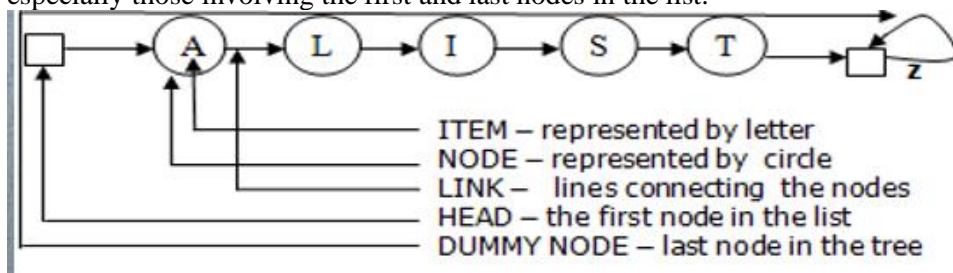 especially those involving the first and last nodes in the list.
A L I S T
z
ITEM – represented by letter
NODE – represented by circle
LINK – lines connecting the nodes
HEAD – the first node in the list
DUMMY NODE – last node in the tree